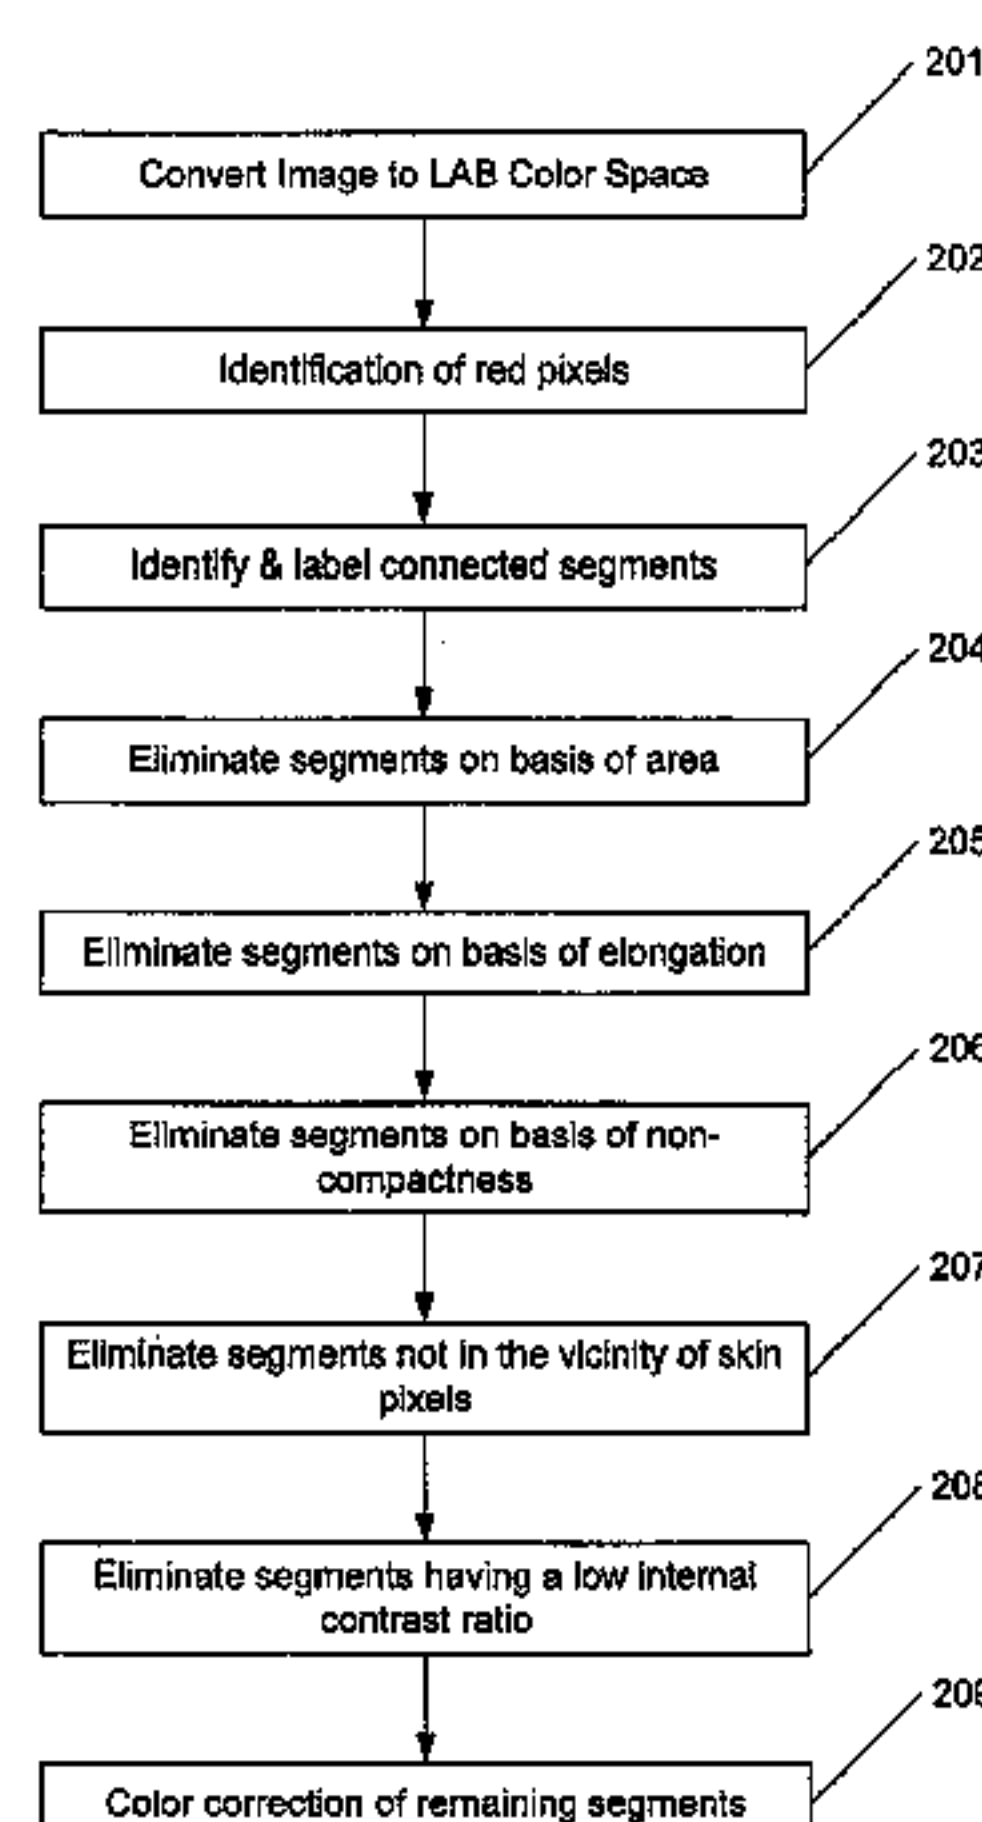 201
Convert Image to LAB Color Space
202
Identification of red pixels
203
Identify & label connected segments
204
Eliminate segments on basis of area
205
Eliminate segments on basis of elongation
206
Eliminate segments on basis of non-
compactness
207
Eliminate segments not in the vicinity of skin
pixels
208
Eliminate segments having a low internal
contrast ratio
209
Color correction of remaining segments